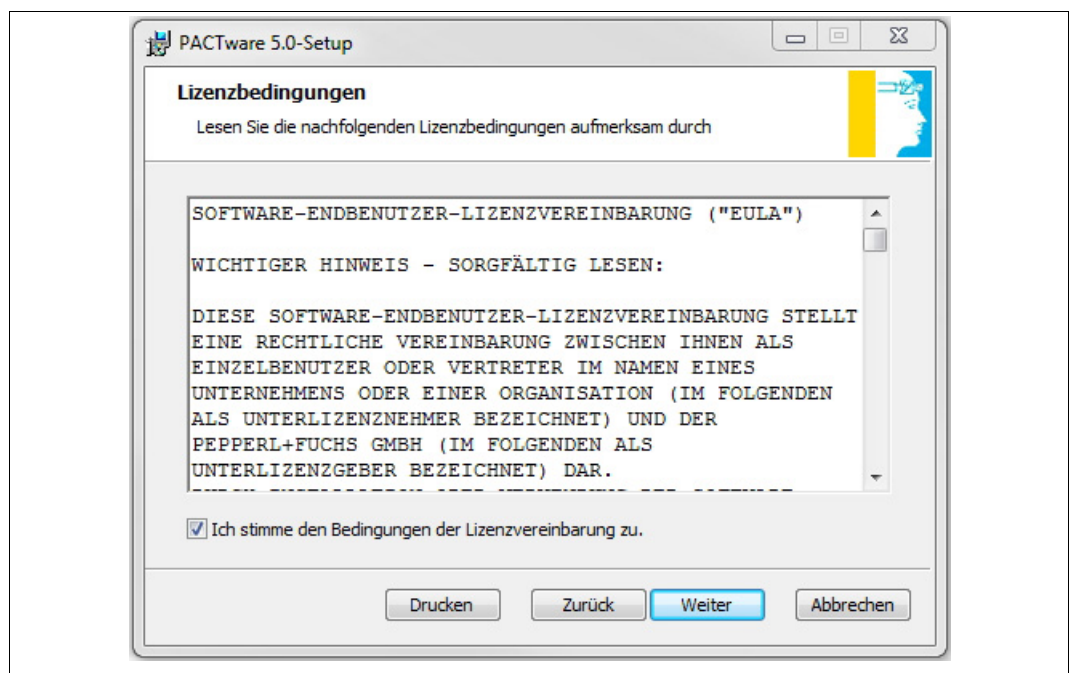 PACTware 5.0-Setup
Lizenzbedingungen
Lesen Sie die nachfolgenden Lizenzbedingungen aufmerksam durch
SOFTWARE-ENDBENUTZER-LIZENZVEREINBARUNG ("EULA")
WICHTIGER HINWEIS - SORGFÄLTIG LESEN:
DIESE SOFTWARE-ENDBENUTZER-LIZENZVEREINBARUNG STELLT
EINE RECHTLICHE VEREINBARUNG ZWISCHEN IHNEN ALS
EINZELBENUTZER ODER VERTRETER IM NAMEN EINES
UNTERNEHMENS ODER EINER ORGANISATION (IM FOLGENDEN
ALS UNTERLIZENZNEHMER BEZEICHNET) UND DER
PEPPERL+FUCHS GMBH (IM FOLGENDEN ALS
UNTERLIZENZGEBER BEZEICHNET) DAR.
Ich stimme den Bedingungen der Lizenzvereinbarung zu.
Drucken Zurück Weiter Abbrechen